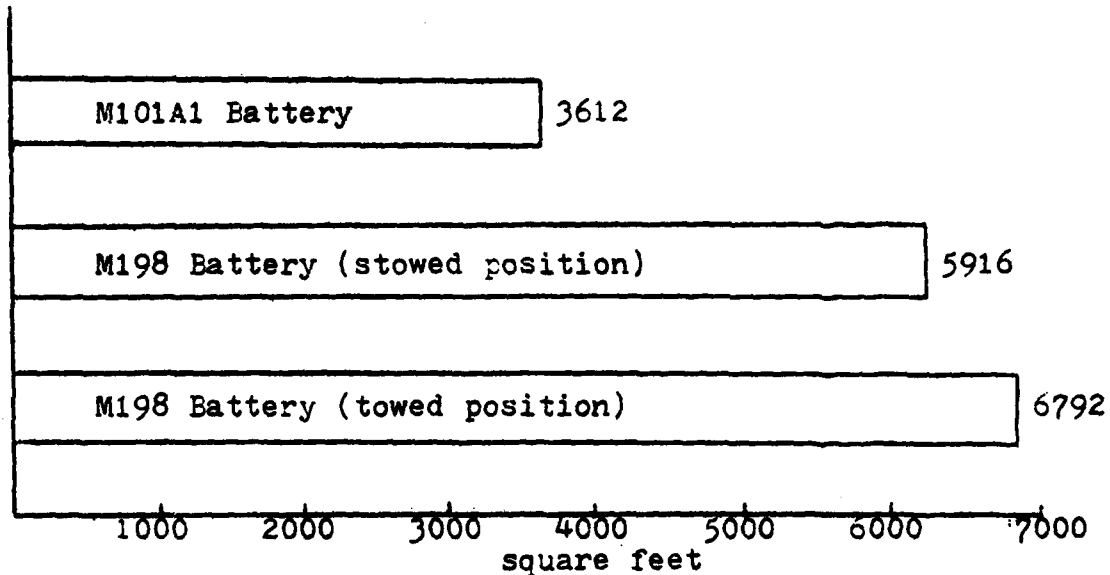 M101A1 Battery 3612
M198 Battery (stowed position) 5916
M198 Battery (towed position) 6792
1000 2000 3000 4000 5000 6000 7000
square feet